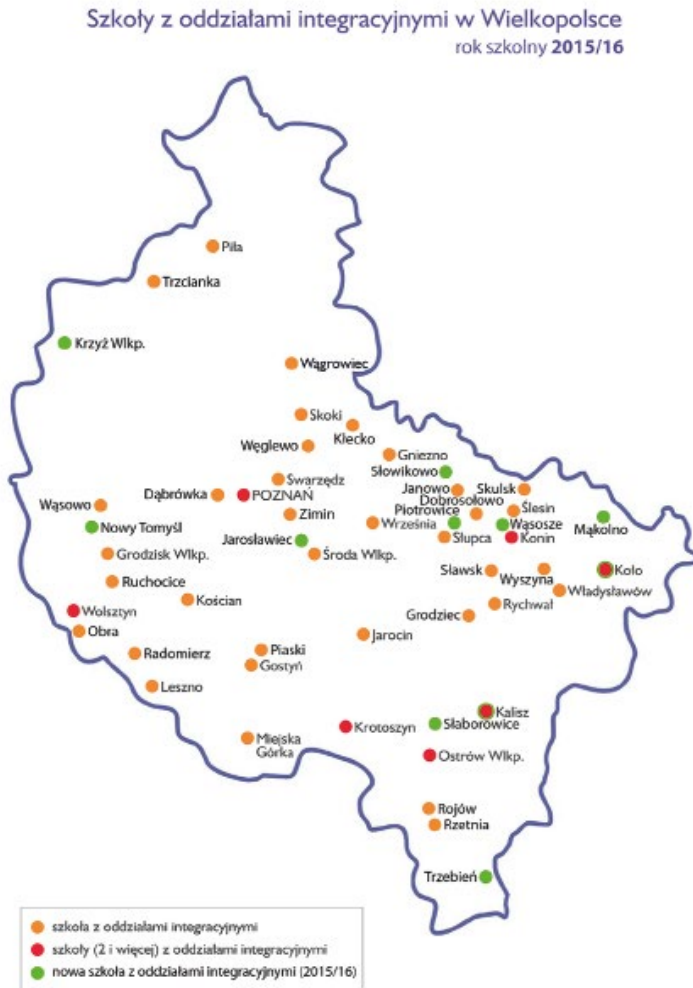 Szkoły z oddziałami integracyjnymi w Wielkopolsce
rok szkolny 2015/16
Piła
Trzcianka
Krzyż Wlkp.
Wągrowiec
Skoki
Kłecko
Węglewo
Gniezno
Słowikowo
Swarzędz
Janowo
Skulsk
Dąbrówka
POZNAŃ
Dobrosołowo
Wąsowo
Zimin
Piotrowice
Ślesin
Nowy Tomyśl
Września
Wąsosze
Mąkolno
Jarosławiec
Słupca
Konin
Grodzisk Wlkp.
Środa Wlkp.
Sławsk
Wyszyna
Koło
Ruchocice
Władysławów
Kościan
Rychwał
Wolsztyn
Grodziec
Obra
Jarocin
Radomierz
Piaski
Gostyń
Leszno
Kalisz
Krotoszyn
Słaborowice
Miejska
Górka
Ostrów Wlkp.
Rojów
Rzetnia
Trzebień
szkoła z oddziałami integracyjnymi
szkoły (2 i więcej) z oddziałami integracyjnymi
nowa szkoła z oddziałami integracyjnymi (2015/16)